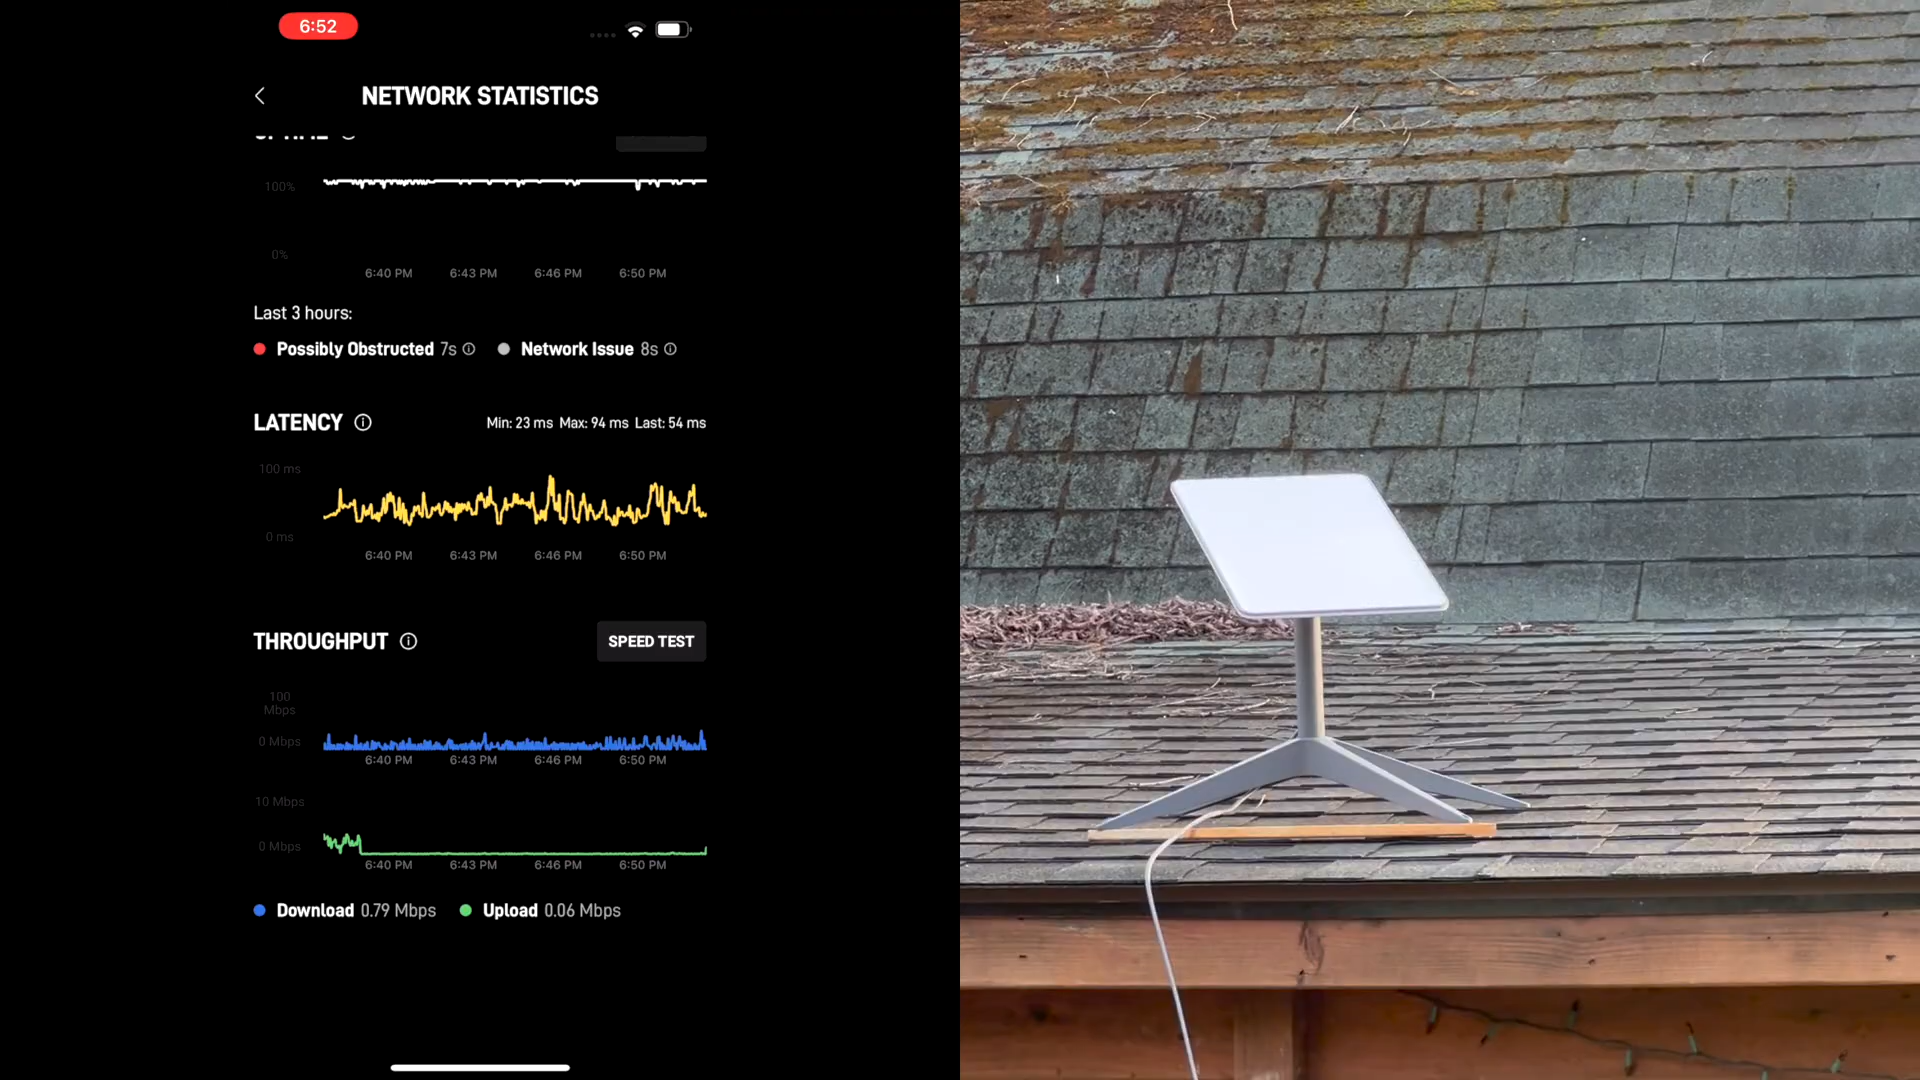 6:52
NETWORK STATISTICS
100%
0%
6:40 PM 6:43 PM 6:46 PM 6:50 PM
Last 3 hours:
Possibly Obstructed 7s Network Issue 8s
LATENCY Min: 23 ms Max: 94 ms Last: 54 ms
100 ms
0 ms
6:40 PM 6:43 PM 6:46 PM 6:50 PM
THROUGHPUT SPEED TEST
100
Mbps
0 Mbps
6:40 PM 6:43 PM 6:46 PM 6:50 PM
10 Mbps
0 Mbps
6:40 PM 6:43 PM 6:46 PM 6:50 PM
Download 0.79 Mbps Upload 0.06 Mbps